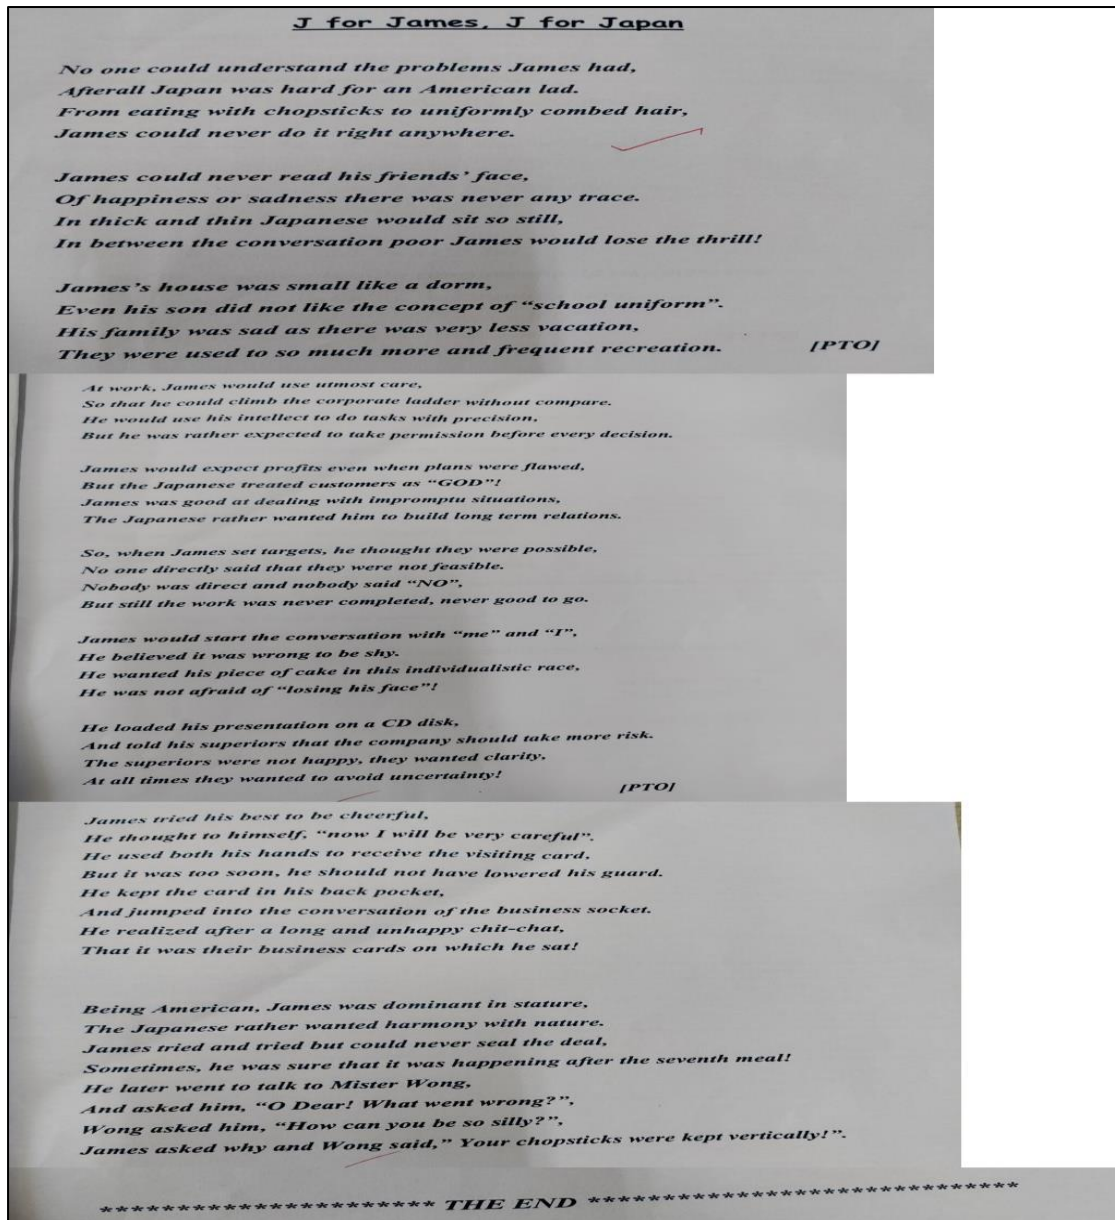 J for James, J for Japan
No one could understand the problems James had,
Afterall Japan was hard for an American lad.
From eating with chopsticks to uniformly combed hair,
James could never do it right anywhere.
James could never read his friends' face,
Of happiness or sadness there was never any trace.
In thick and thin Japanese would sit so still,
In between the conversation poor James would lose the thrill!
James's house was small like a dorm,
Even his son did not like the concept of "school uniform".
His family was sad as there was very less vacation,
They were used to so much more and frequent recreation. [PTO]
At work, James would use utmost care,
So that he could climb the corporate ladder without compare.
He would use his intellect to do tasks with precision,
But he was rather expected to take permission before every decision.
James would expect profits even when plans were flawed,
But the Japanese treated customers as "GOD"!
James was good at dealing with impromptu situations,
The Japanese rather wanted him to build long term relations.
So, when James set targets, he thought they were possible,
No one directly said that they were not feasible.
Nobody was direct and nobody said "NO",
But still the work was never completed, never good to go.
James would start the conversation with "me" and "I",
He believed it was wrong to be shy.
He wanted his piece of cake in this individualistic race,
He was not afraid of "losing his face"!
He loaded his presentation on a CD disk,
And told his superiors that the company should take more risk.
The superiors were not happy, they wanted clarity,
At all times they wanted to avoid uncertainty!
[PTO]
James tried his best to be cheerful,
He thought to himself, "now I will be very careful".
He used both his hands to receive the visiting card,
But it was too soon, he should not have lowered his guard.
He kept the card in his back pocket,
And jumped into the conversation of the business socket.
He realized after a long and unhappy chit-chat,
That it was their business cards on which he sat!
Being American, James was dominant in stature,
The Japanese rather wanted harmony with nature.
James tried and tried but could never seal the deal,
Sometimes, he was sure that it was happening after the seventh meal!
He later went to talk to Mister Wong,
And asked him, "O Dear! What went wrong?",
Wong asked him, "How can you be so silly?",
James asked why and Wong said," Your chopsticks were kept vertically!".
********************** THE END ****************************